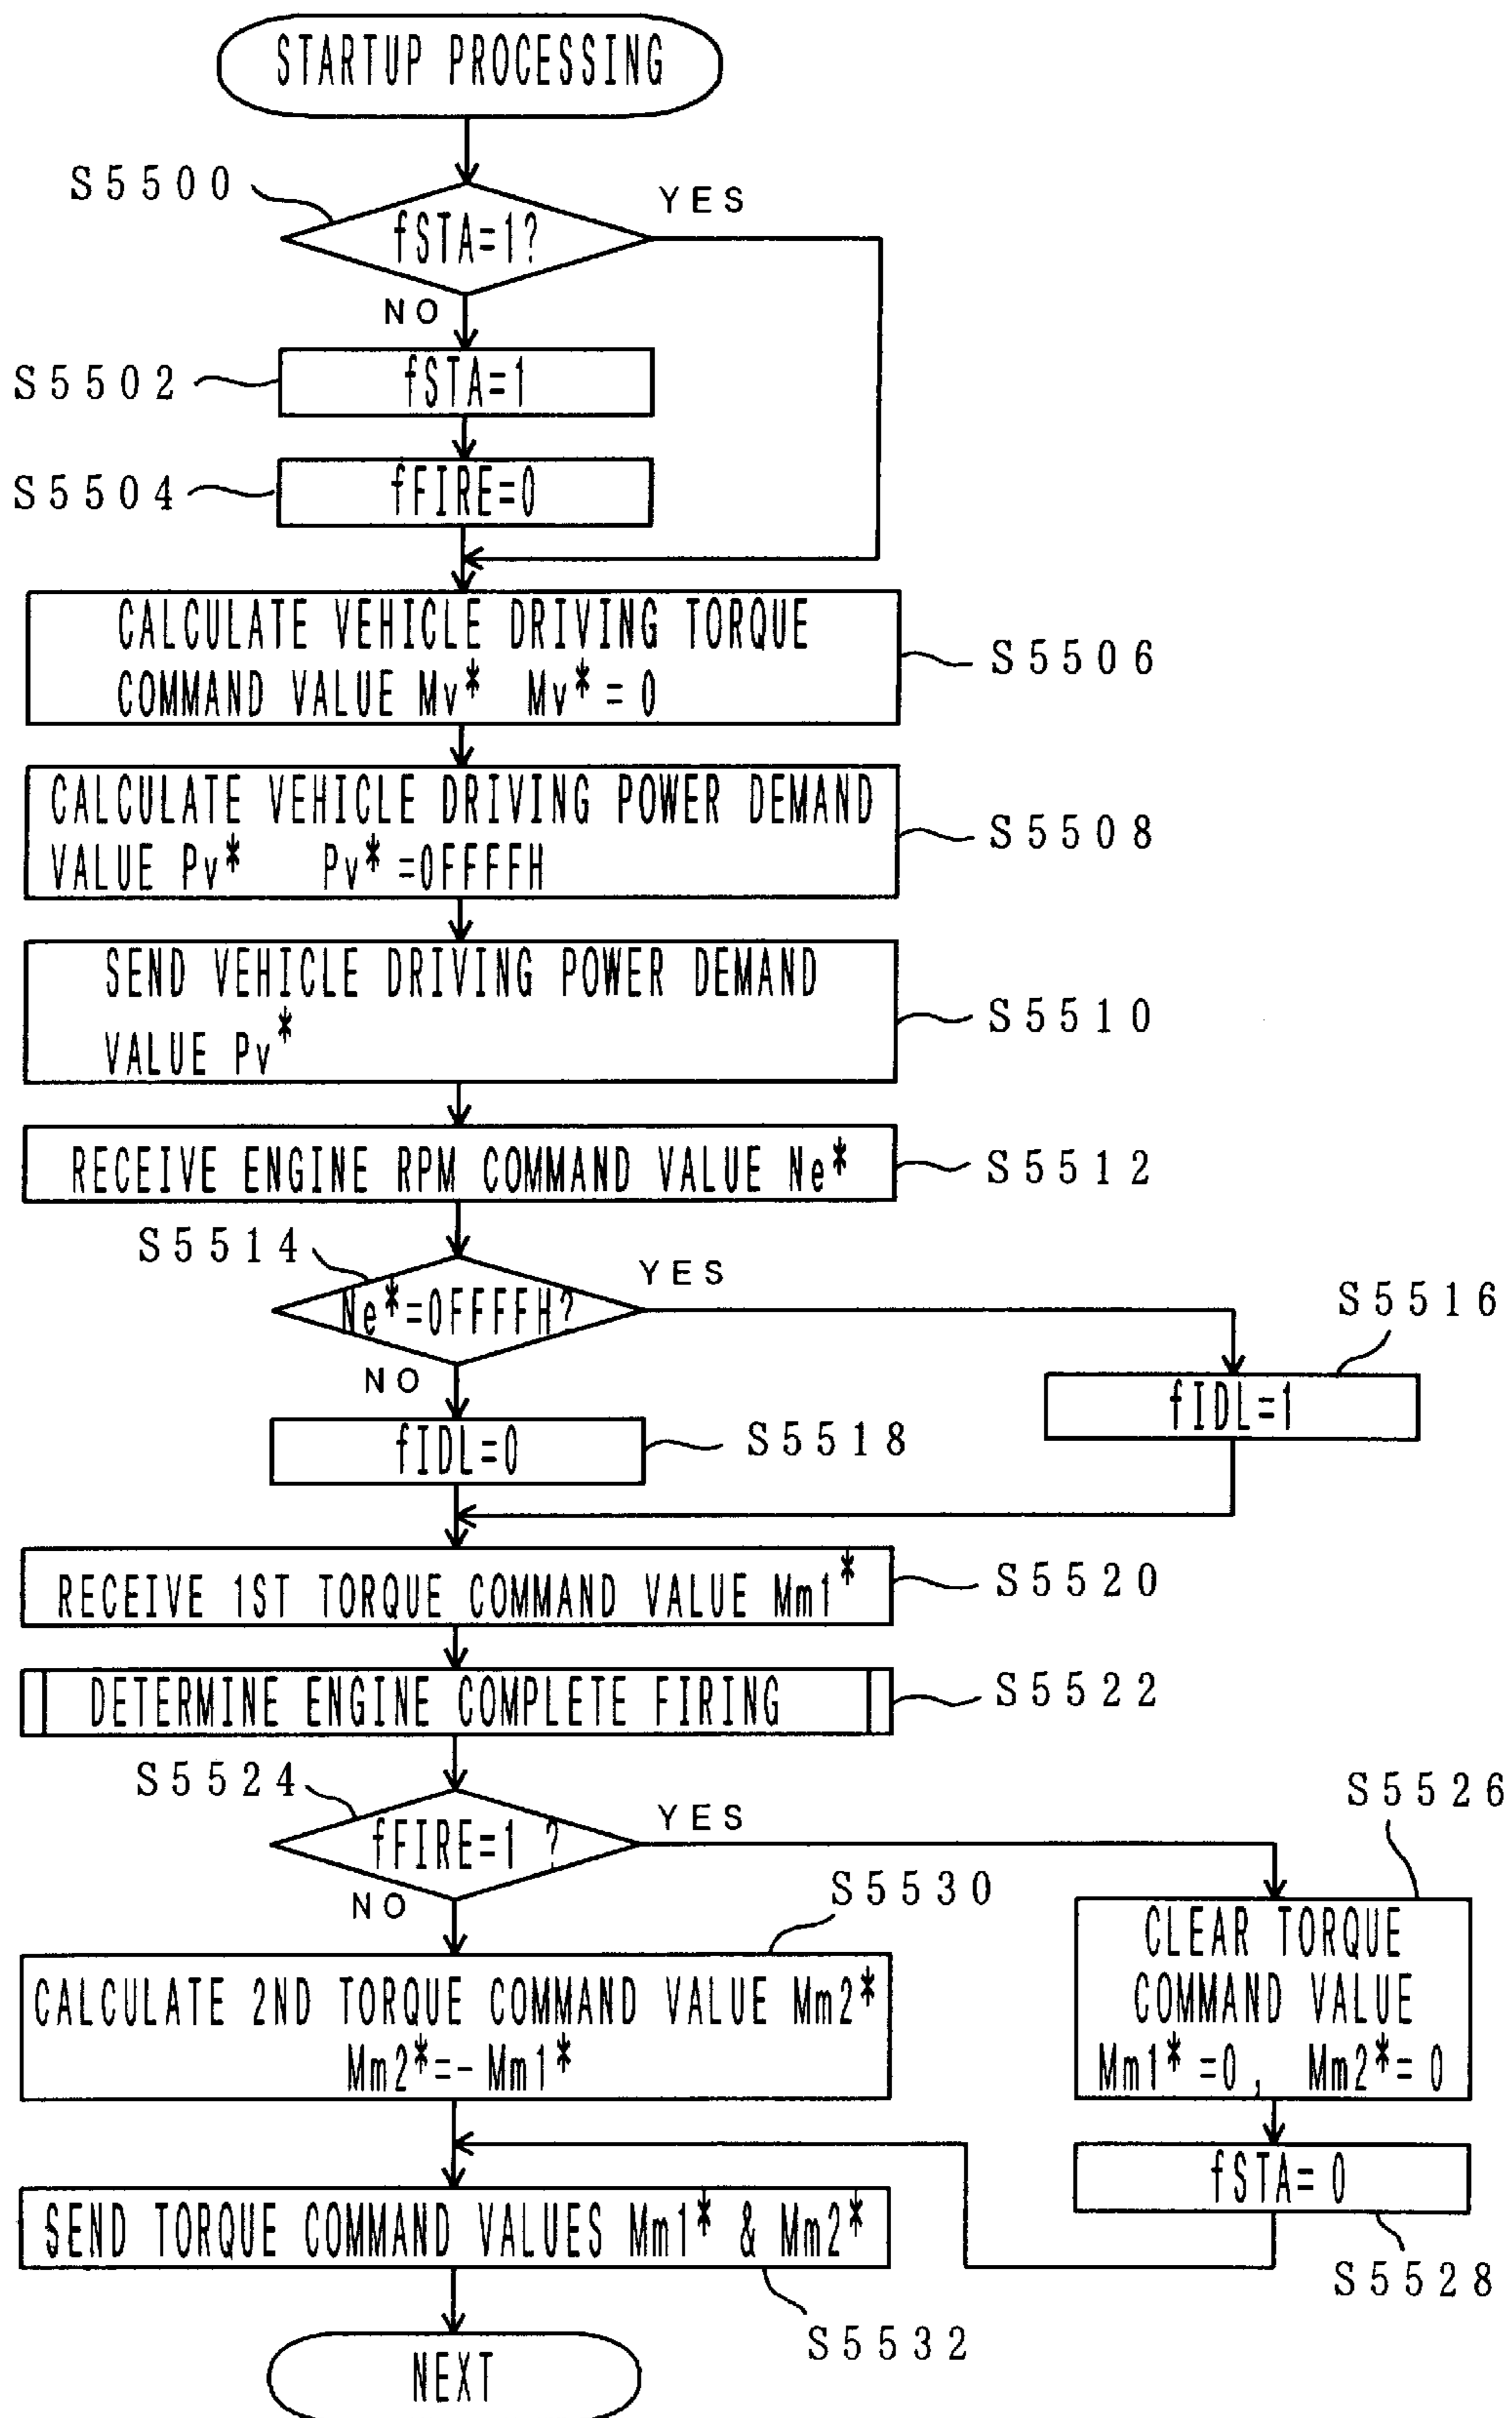 STARTUP PROCESSING
S5500
YES
fSTA=1?
NO
S5502
fSTA=1
S5504
fFIRE=0
CALCULATE VEHICLE DRIVING TORQUE
COMMAND VALUE Mv* Mv*=0
S5506
CALCULATE VEHICLE DRIVING POWER DEMAND
VALUE Pv* Pv*=0FFFFH
S5508
SEND VEHICLE DRIVING POWER DEMAND
VALUE Pv*
S5510
RECEIVE ENGINE RPM COMMAND VALUE Ne*
S5512
S5514
YES
Ne*=0FFFFH?
NO
S5516
fIDL=1
fIDL=0
S5518
RECEIVE 1ST TORQUE COMMAND VALUE Mm1*
S5520
DETERMINE ENGINE COMPLETE FIRING
S5522
S5524
YES
fFIRE=1 ?
NO
S5526
CLEAR TORQUE
COMMAND VALUE
Mm1*=0, Mm2*=0
S5530
CALCULATE 2ND TORQUE COMMAND VALUE Mm2*
Mm2*=-Mm1*
fSTA=0
S5528
SEND TORQUE COMMAND VALUES Mm1* & Mm2*
S5532
NEXT